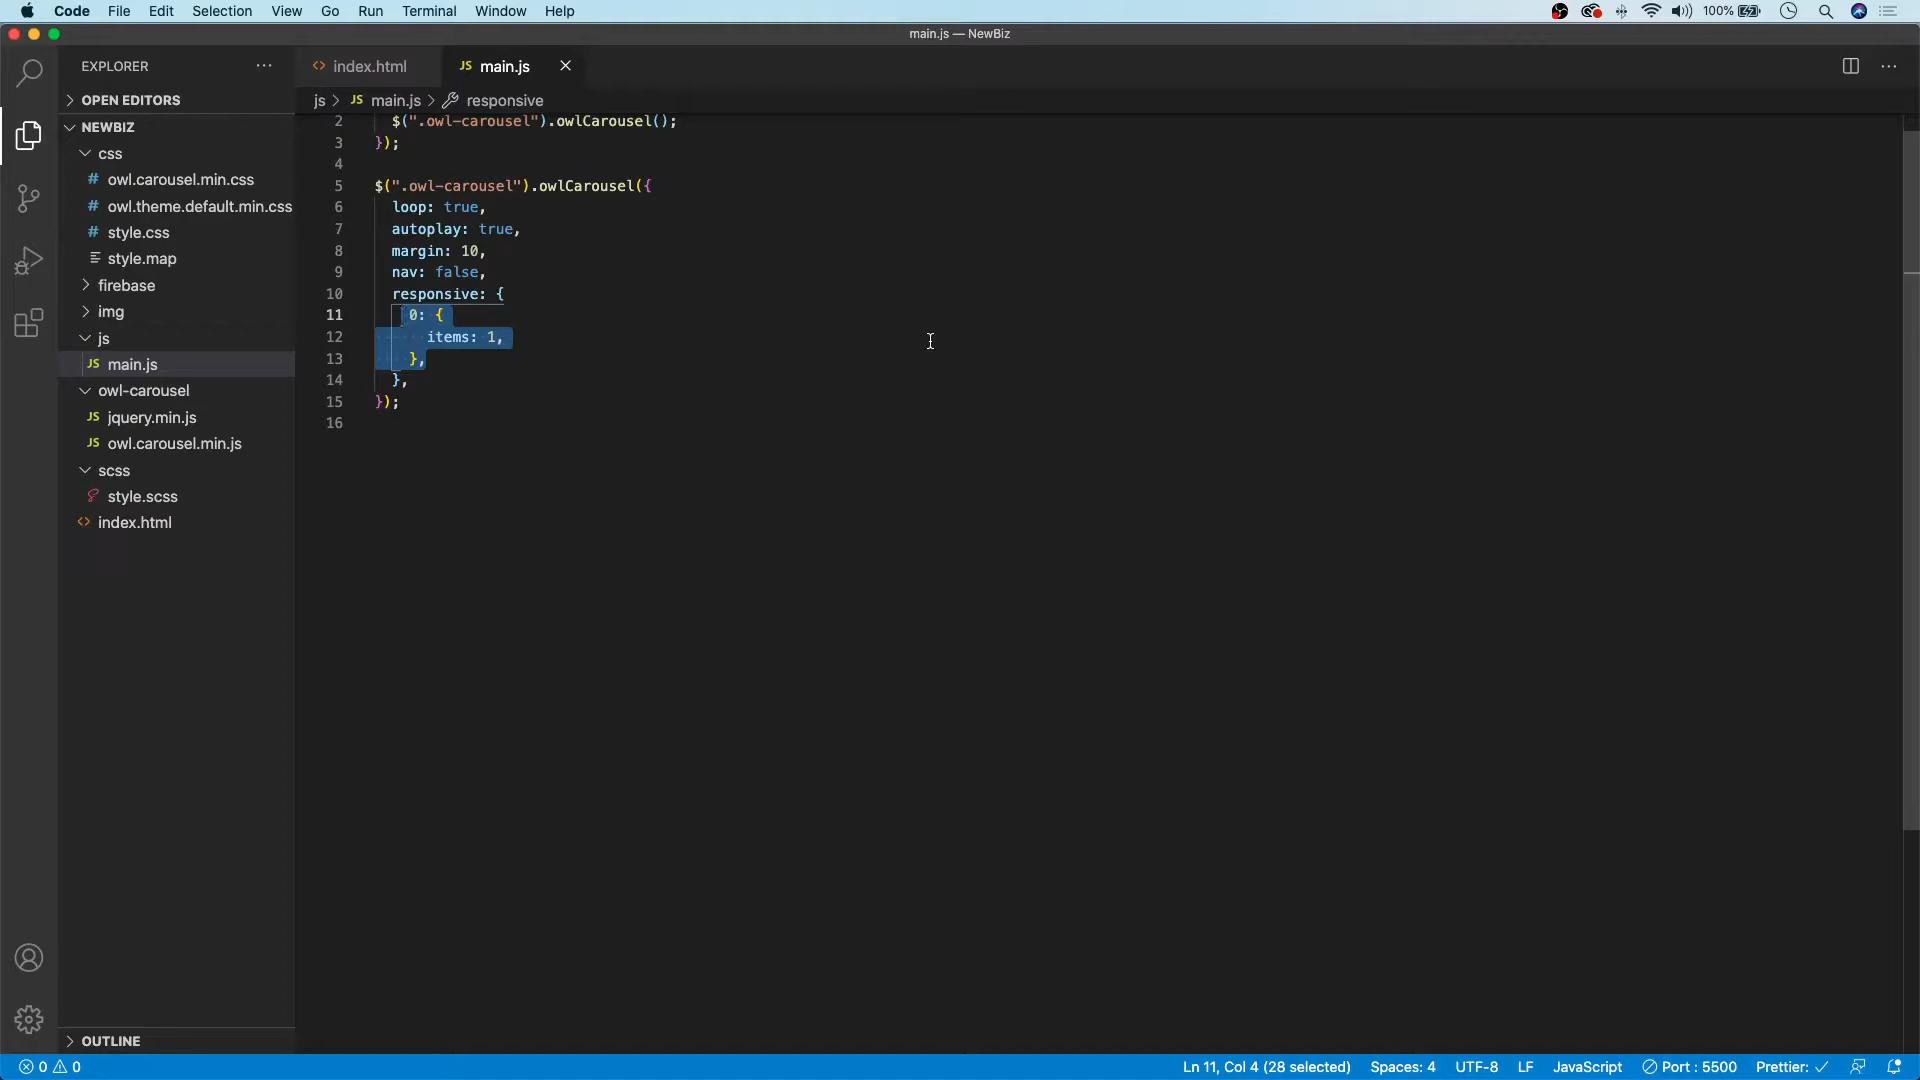 Code File Edit Selection View Go Run Terminal Window Help 100%
main.js — NewBiz
EXPLORER
index.html
JS main.js
OPEN EDITORS
js > JS main.js > responsive
NEWBIZ
css
# owl.carousel.min.css
# owl.theme.default.min.css
# style.css
style.map
firebase
img
js
JS main.js
owl-carousel
JS jquery.min.js
JS owl.carousel.min.js
scss
style.scss
index.html
2 $(".owl-carousel").owlCarousel();
3 });
4
5 $(".owl-carousel").owlCarousel({
6 loop: true,
7 autoplay: true,
8 margin: 10,
9 nav: false,
10 responsive: {
11 0: {
12 items: 1,
13 },
14 },
15 });
16
OUTLINE
0 0 Ln 11, Col 4 (28 selected) Spaces: 4 UTF-8 LF JavaScript Port : 5500 Prettier: ✓